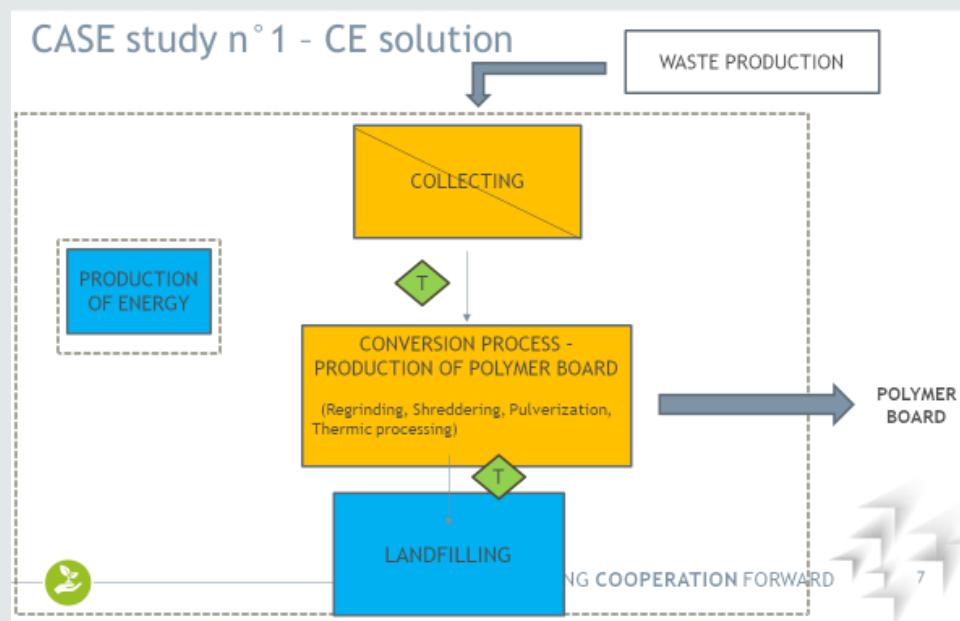 CASE study n°1 - CE solution
WASTE PRODUCTION
COLLECTING
PRODUCTION
OF ENERGY
T
CONVERSION PROCESS -
PRODUCTION OF POLYMER BOARD
(Regrinding, Shreddering, Pulverization,
Thermic processing)
POLYMER
BOARD
T
LANDFILLING
NG COOPERATION FORWARD
7